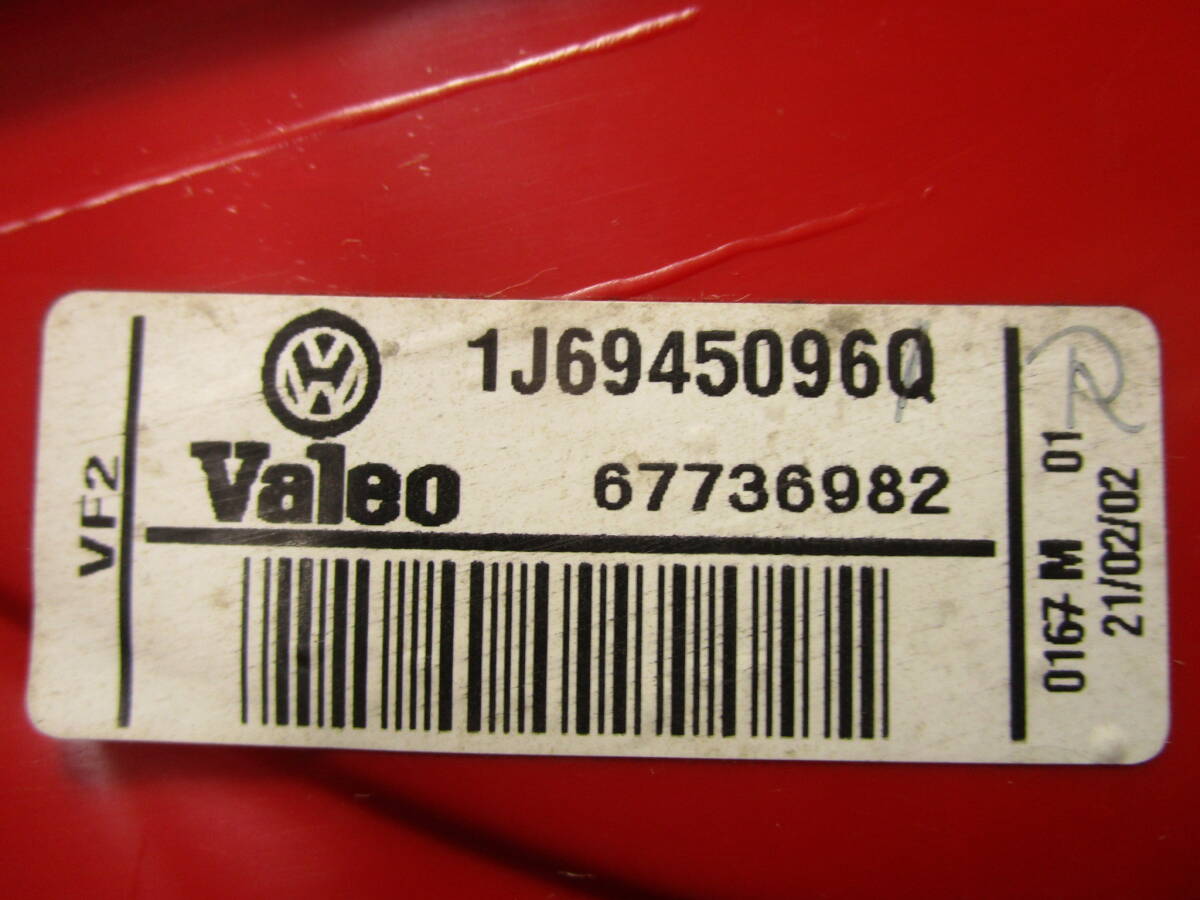 VF2
1J6945096Q
Valeo 67736982
0167 M 01
21/02/02
R